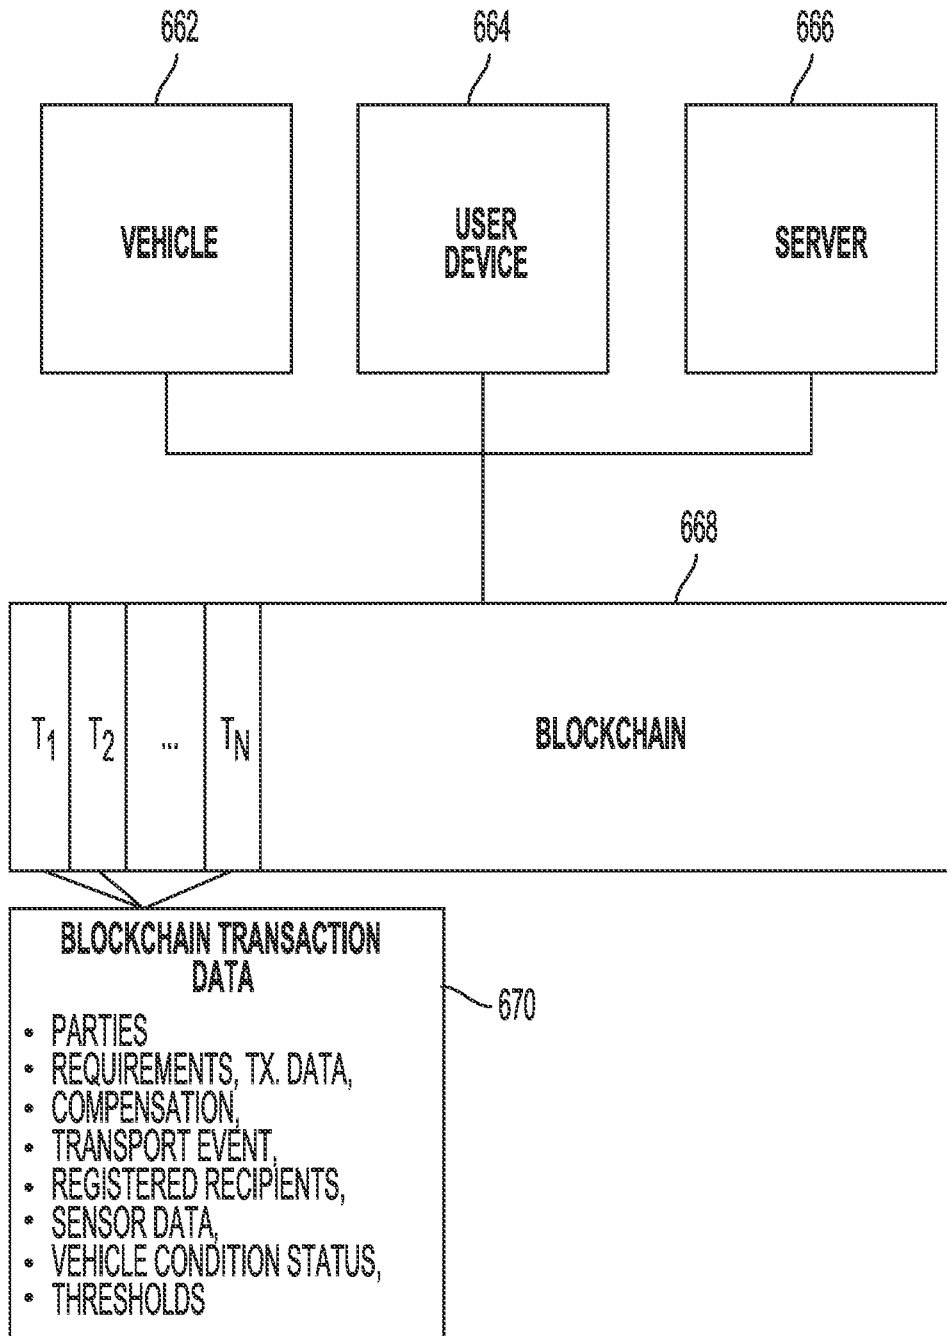 662
664
666
VEHICLE
USER
DEVICE
SERVER
668
T1
T2
...
TN
BLOCKCHAIN
BLOCKCHAIN TRANSACTION
DATA
670
• PARTIES
• REQUIREMENTS, TX. DATA,
• COMPENSATION,
• TRANSPORT EVENT,
• REGISTERED RECIPIENTS,
• SENSOR DATA,
• VEHICLE CONDITION STATUS,
• THRESHOLDS